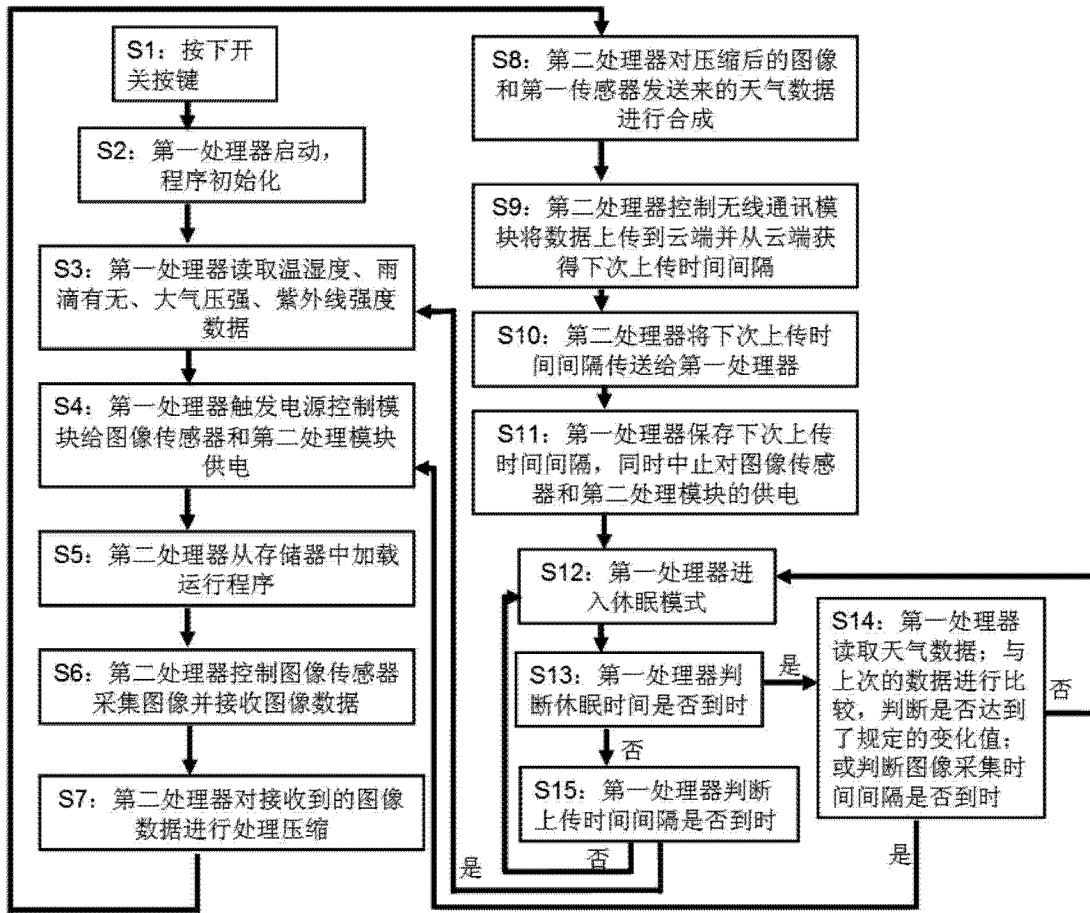 S1：按下开
关按键
S2：第一处理器启动，
程序初始化
S3：第一处理器读取温湿度、雨
滴有无、大气压强、紫外线强度
数据
S4：第一处理器触发电源控制模
块给图像传感器和第二处理模块
供电
S5：第二处理器从存储器中加载
运行程序
S6：第二处理器控制图像传感器
采集图像并接收图像数据
S7：第二处理器对接收到的图像
数据进行处理压缩
S8：第二处理器对压缩后的图像
和第一传感器发送来的天气数据
进行合成
S9：第二处理器控制无线通讯模
块将数据上传到云端并从云端获
得下次上传时间间隔
S10：第二处理器将下次上传时
间间隔传送给第一处理器
S11：第一处理器保存下次上传
时间间隔，同时中止对图像传感
器和第二处理模块的供电
S12：第一处理器进
入休眠模式
S13：第一处理器判
断休眠时间是否到时
是
否
S14：第一处理器
读取天气数据；与
上次的数据进行比
较，判断是否达到
了规定的变化值；
或判断图像采集时
间间隔是否到时
否
S15：第一处理器判断
上传时间间隔是否到时
是
否
是